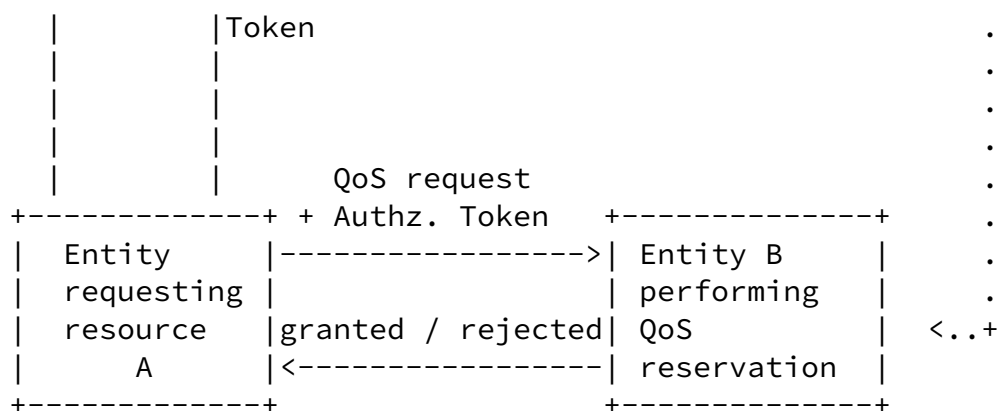 |        |Token                                     .
  |        |                                          .
  |        |                                          .
  |        |                                          .
  |        |      QoS request                         .
+-------------+ + Authz. Token   +--------------+     .
|  Entity     |----------------->| Entity B     |     .
|  requesting |                  | performing   |     .
|  resource   |granted / rejected| QoS          |  <..+
|      A      |<-----------------| reservation  |
+-------------+                  +--------------+